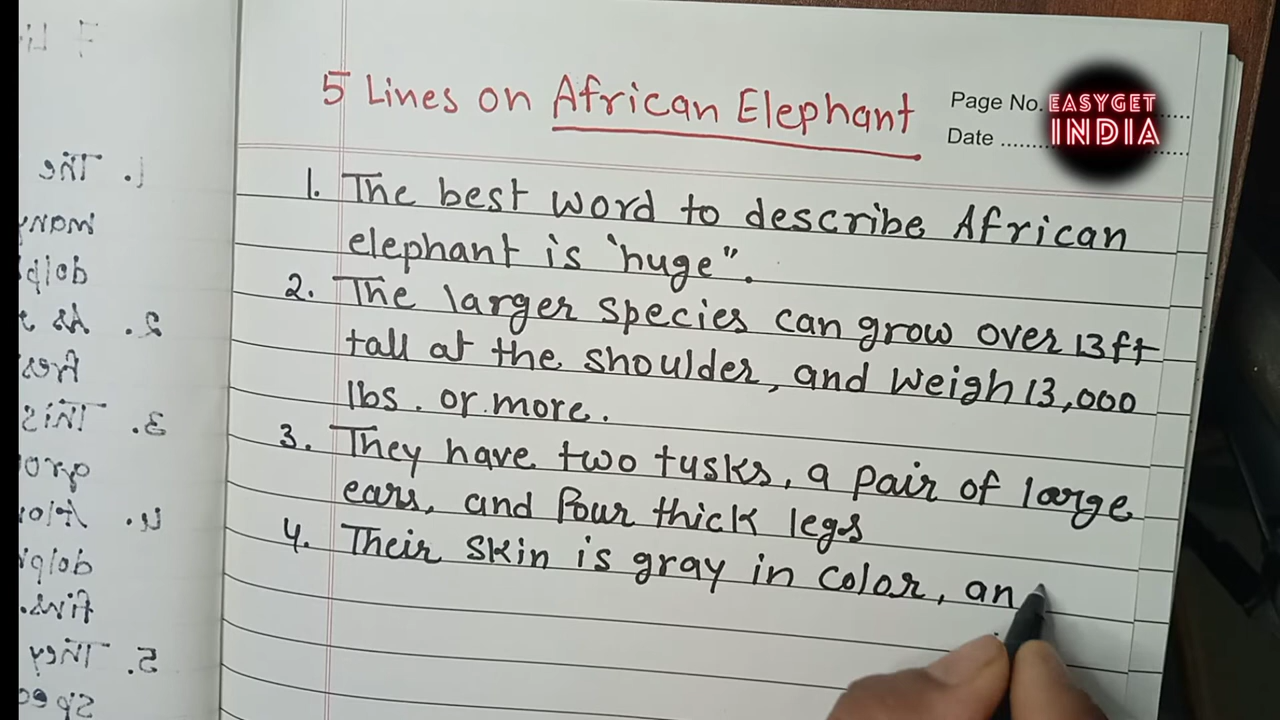 5 Lines on African Elephant
Page No.
EASYGET
INDIA
Date
1. The best word to describe African
elephant is "huge".
2. The larger species can grow over 13ft
tall at the shoulder, and weigh 13,000
lbs. or more.
3. They have two tusks, a pair of large
ears, and four thick legs
4. Their skin is gray in color, an